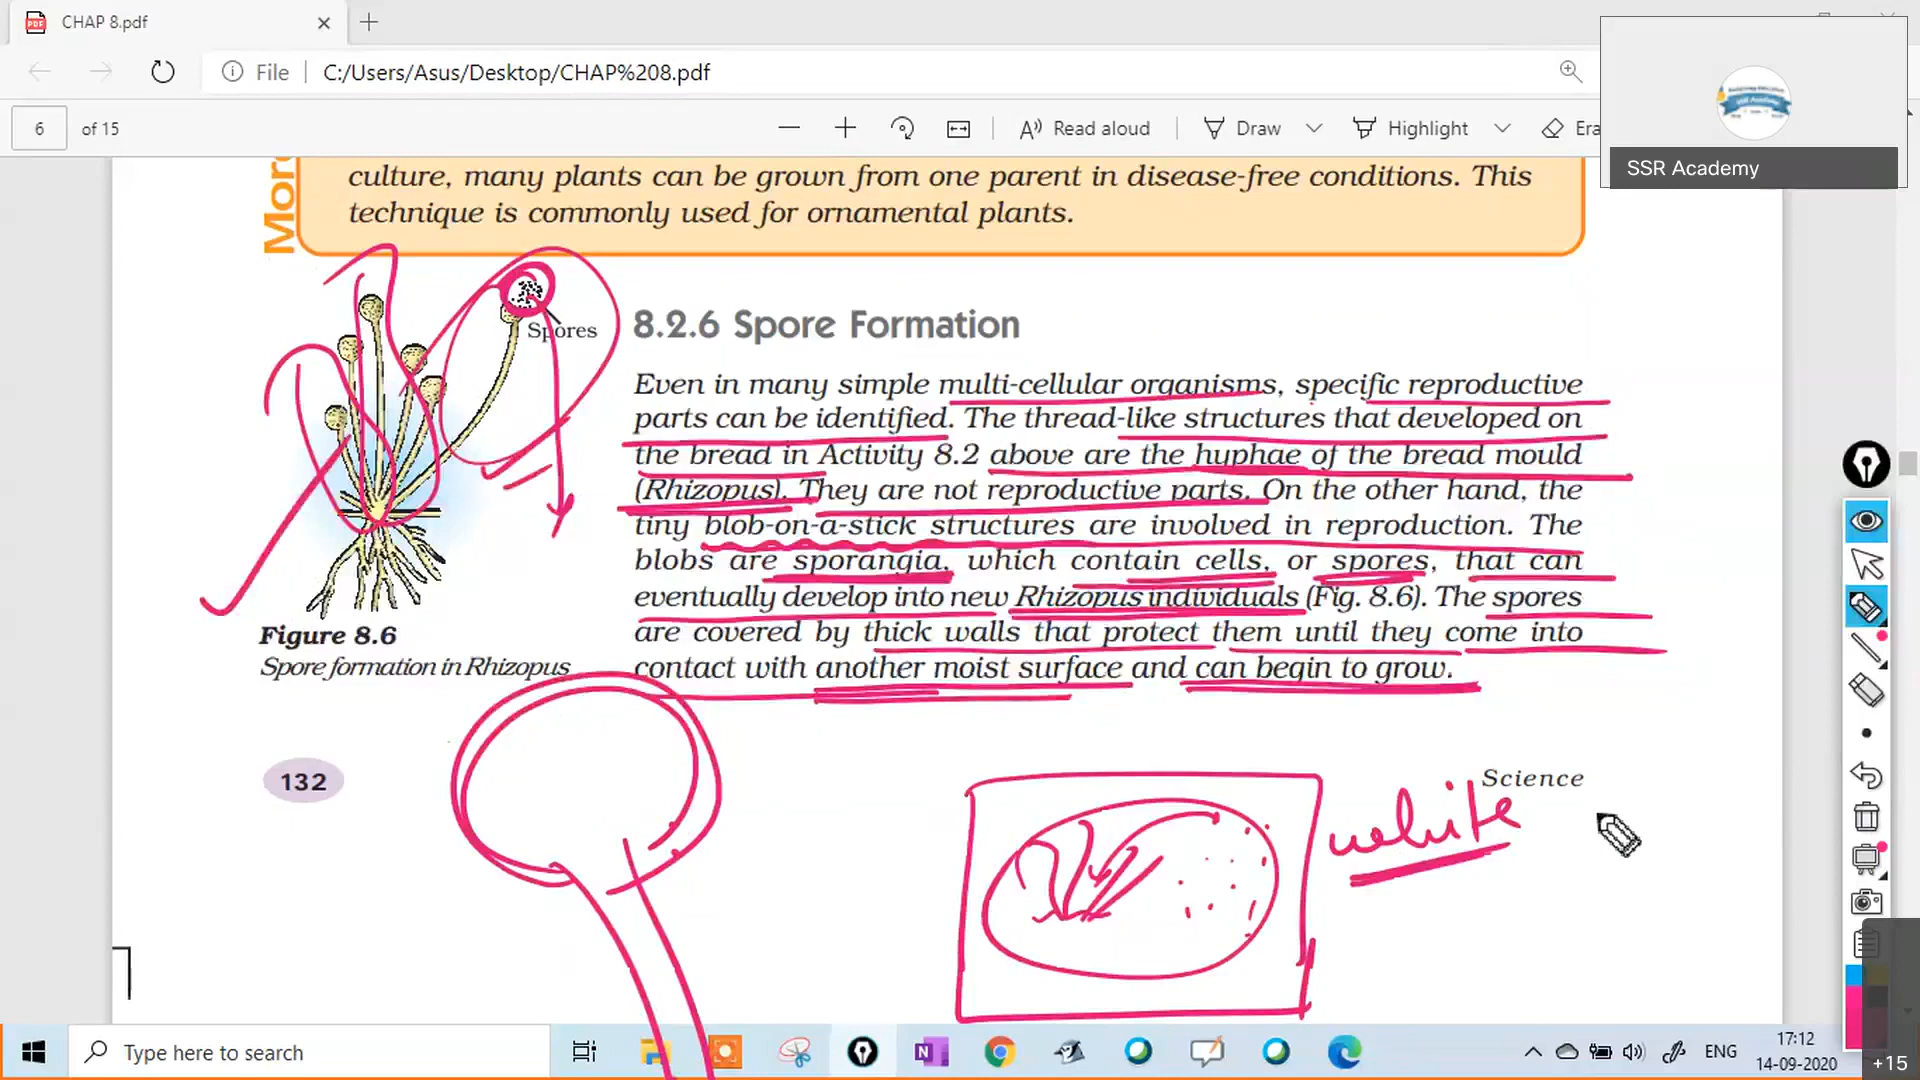 CHAP 8.pdf
File
C:/Users/Asus/Desktop/CHAP%208.pdf
6 of 15
Read aloud
Draw
Highlight
Era
SSR Academy
More
culture, many plants can be grown from one parent in disease-free conditions. This
technique is commonly used for ornamental plants.
Spores
8.2.6 Spore Formation
Even in many simple multi-cellular organisms, specific reproductive
parts can be identified. The thread-like structures that developed on
the bread in Activity 8.2 above are the hyphae of the bread mould
(Rhizopus). They are not reproductive parts. On the other hand, the
tiny blob-on-a-stick structures are involved in reproduction. The
blobs are sporangia, which contain cells, or spores, that can
eventually develop into new Rhizopus individuals (Fig. 8.6). The spores
are covered by thick walls that protect them until they come into
contact with another moist surface and can begin to grow.
Figure 8.6
Spore formation in Rhizopus
132
Science
white
Type here to search
ENG
17:12
14-09-2020
+15